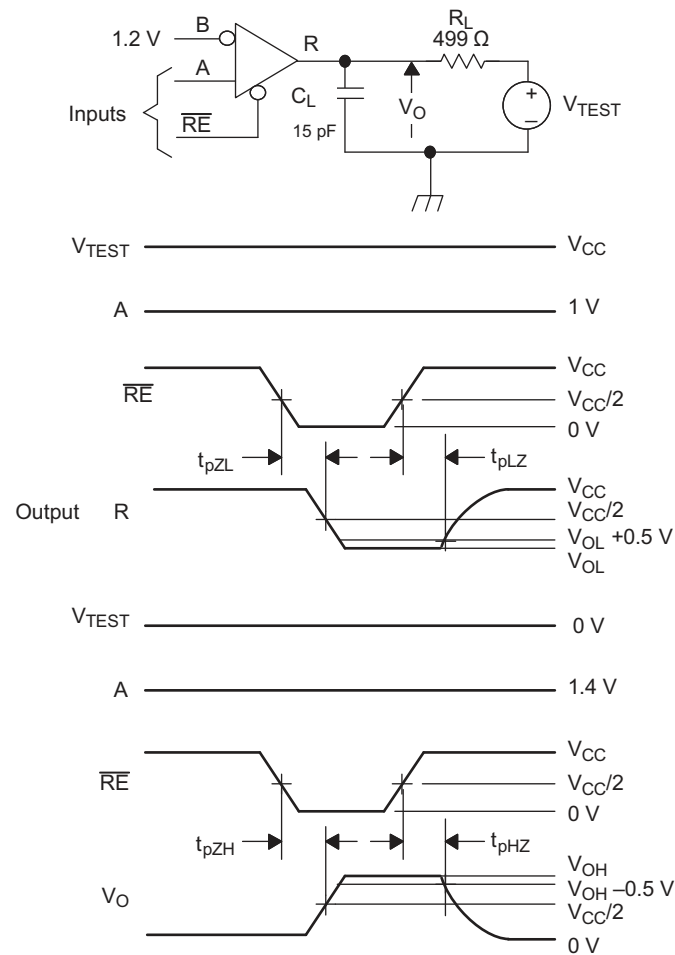 B
1.2 V
A
Inputs
RE
R
C_L
15 pF
V_O
R_L
499 Ω
+
–
V_TEST
V_TEST V_CC
A 1 V
RE V_CC
V_CC/2
0 V
t_pZL t_pLZ
Output R V_CC
V_CC/2
V_OL +0.5 V
V_OL
V_TEST 0 V
A 1.4 V
RE V_CC
V_CC/2
0 V
t_pZH t_pHZ
V_O V_OH
V_OH –0.5 V
V_CC/2
0 V